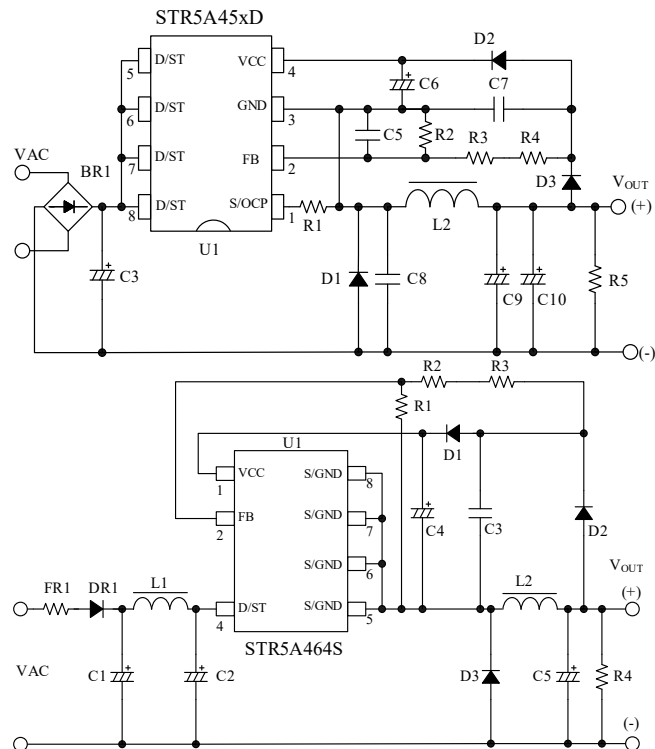 STR5A45xD
D/ST
VCC
D2
5
4
C6
C7
D/ST
GND
6
3
C5
R2
R3
R4
VAC
BR1
D/ST
FB
7
2
D3
VOUT
D/ST
S/OCP
8
1
R1
L2
(+)
U1
C3
D1
C8
C9
C10
R5
(-)
R2
R3
R1
U1
D1
VCC
S/GND
1
8
C4
C3
FB
S/GND
2
7
D2
S/GND
6
FR1
DR1
L1
L2
VOUT
(+)
D/ST
S/GND
4
5
STR5A464S
VAC
C1
C2
D3
C5
R4
(-)